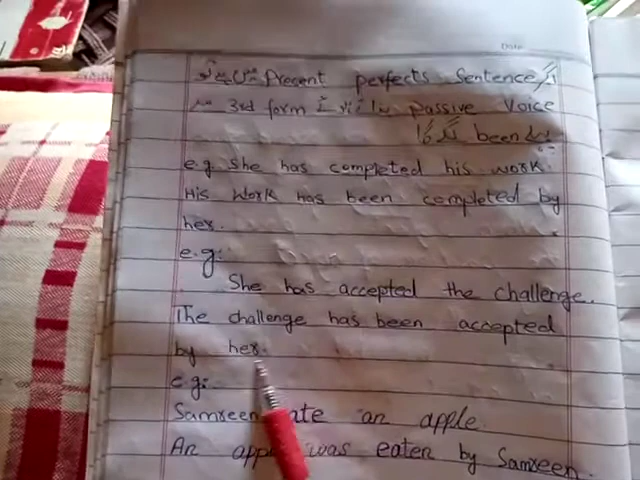 Present perfects Sentence
3rd form passive Voice
been
e.g She has completed his work.
His work has been completed by
her.
e.g:
She has accepted the challenge.
The challenge has been accepted
by her.
e.g:
Samreen ate an apple
An was eaten by Samreen.